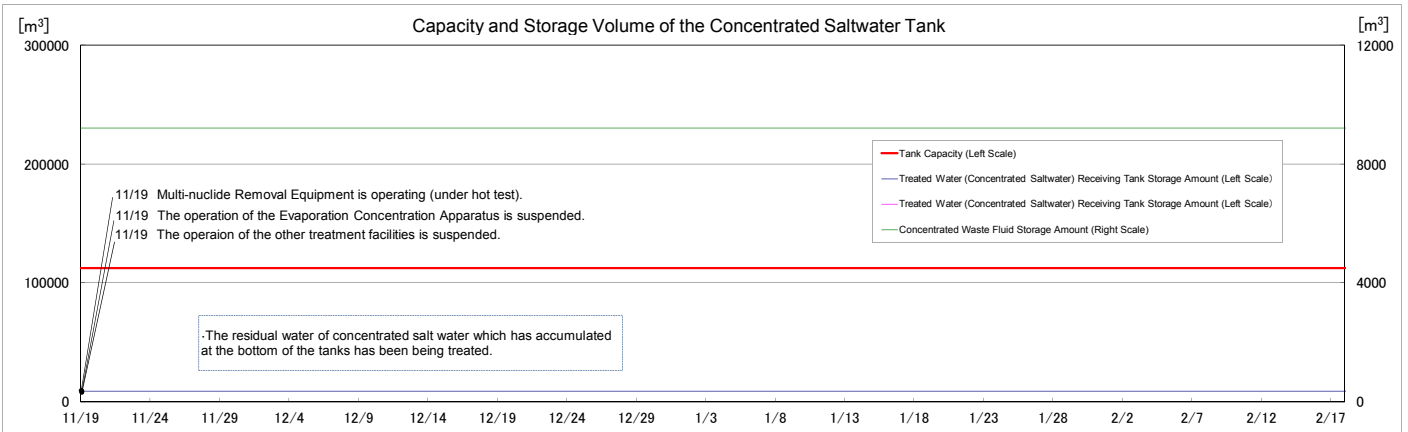 Capacity and Storage Volume of the Concentrated Saltwater Tank
[m³]
[m³]
300000
12000
200000
8000
100000
4000
0
0
Tank Capacity (Left Scale)
Treated Water (Concentrated Saltwater) Receiving Tank Storage Amount (Left Scale)
Treated Water (Concentrated Saltwater) Receiving Tank Storage Amount (Left Scale)
Concentrated Waste Fluid Storage Amount (Right Scale)
11/19 Multi-nuclide Removal Equipment is operating (under hot test).
11/19 The operation of the Evaporation Concentration Apparatus is suspended.
11/19 The operaion of the other treatment facilities is suspended.
·The residual water of concentrated salt water which has accumulated
at the bottom of the tanks has been being treated.
11/19 11/24 11/29 12/4 12/9 12/14 12/19 12/24 12/29 1/3 1/8 1/13 1/18 1/23 1/28 2/2 2/7 2/12 2/17